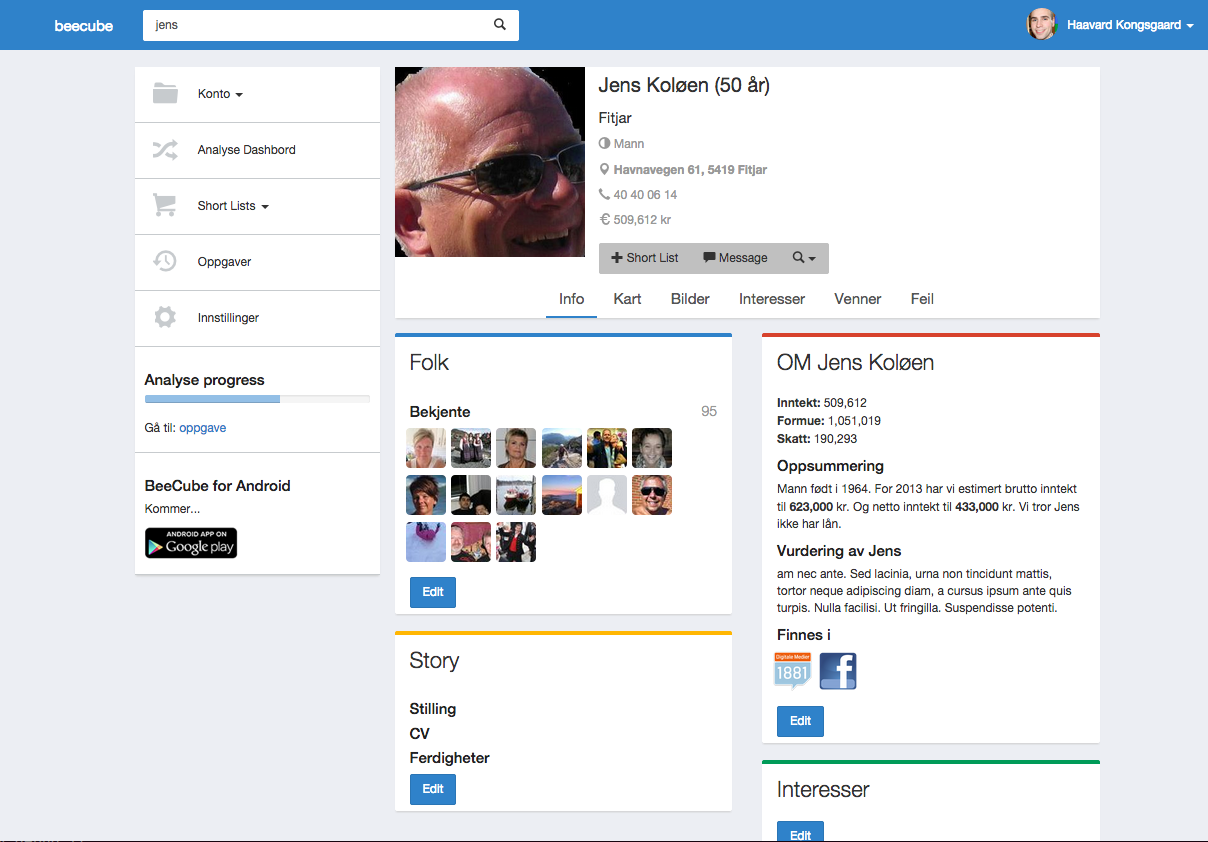 beecube
jens
Haavard Kongsgaard
Konto
Analyse Dashbord
Short Lists
Oppgaver
Innstillinger
Analyse progress
Gå til: oppgave
BeeCube for Android
Kommer...
ANDROID APP ON
Google play
Jens Koløen (50 år)
Fitjar
Mann
Havnavegen 61, 5419 Fitjar
40 40 06 14
€ 509,612 kr
Short List
Message
Info
Kart
Bilder
Interesser
Venner
Feil
Folk
Bekjente
95
Edit
Story
Stilling
CV
Ferdigheter
Edit
OM Jens Koløen
Inntekt: 509,612
Formue: 1,051,019
Skatt: 190,293
Oppsummering
Mann født i 1964. For 2013 har vi estimert brutto inntekt
til 623,000 kr. Og netto inntekt til 433,000 kr. Vi tror Jens
ikke har lån.
Vurdering av Jens
am nec ante. Sed lacinia, urna non tincidunt mattis,
tortor neque adipiscing diam, a cursus ipsum ante quis
turpis. Nulla facilisi. Ut fringilla. Suspendisse potenti.
Finnes i
Digitale Medier
1881
f
Edit
Interesser
Edit